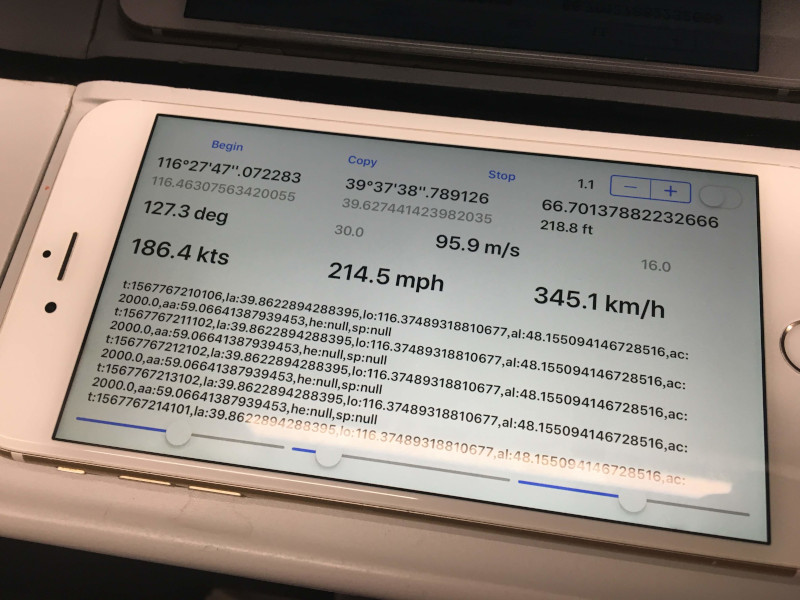 Begin
Copy
Stop
1.1
− +
116°27'47''.072283
39°37'38''.789126
66.70137882232666
116.46307563420055
39.627441423982035
218.8 ft
127.3 deg
30.0
95.9 m/s
16.0
186.4 kts
214.5 mph
345.1 km/h
t:1567767210106,la:39.8622894288395,lo:116.37489318810677,al:48.155094146728516,ac:
2000.0,aa:59.06641387939453,he:null,sp:null
t:1567767211102,la:39.8622894288395,lo:116.37489318810677,al:48.155094146728516,ac:
2000.0,aa:59.06641387939453,he:null,sp:null
t:1567767212102,la:39.8622894288395,lo:116.37489318810677,al:48.155094146728516,ac:
2000.0,aa:59.06641387939453,he:null,sp:null
t:1567767213102,la:39.8622894288395,lo:116.37489318810677,al:48.155094146728516,ac:
2000.0,aa:59.06641387939453,he:null,sp:null
t:1567767214101,la:39.8622894288395,lo:116.37489318810677,al:48.155094146728516,ac: